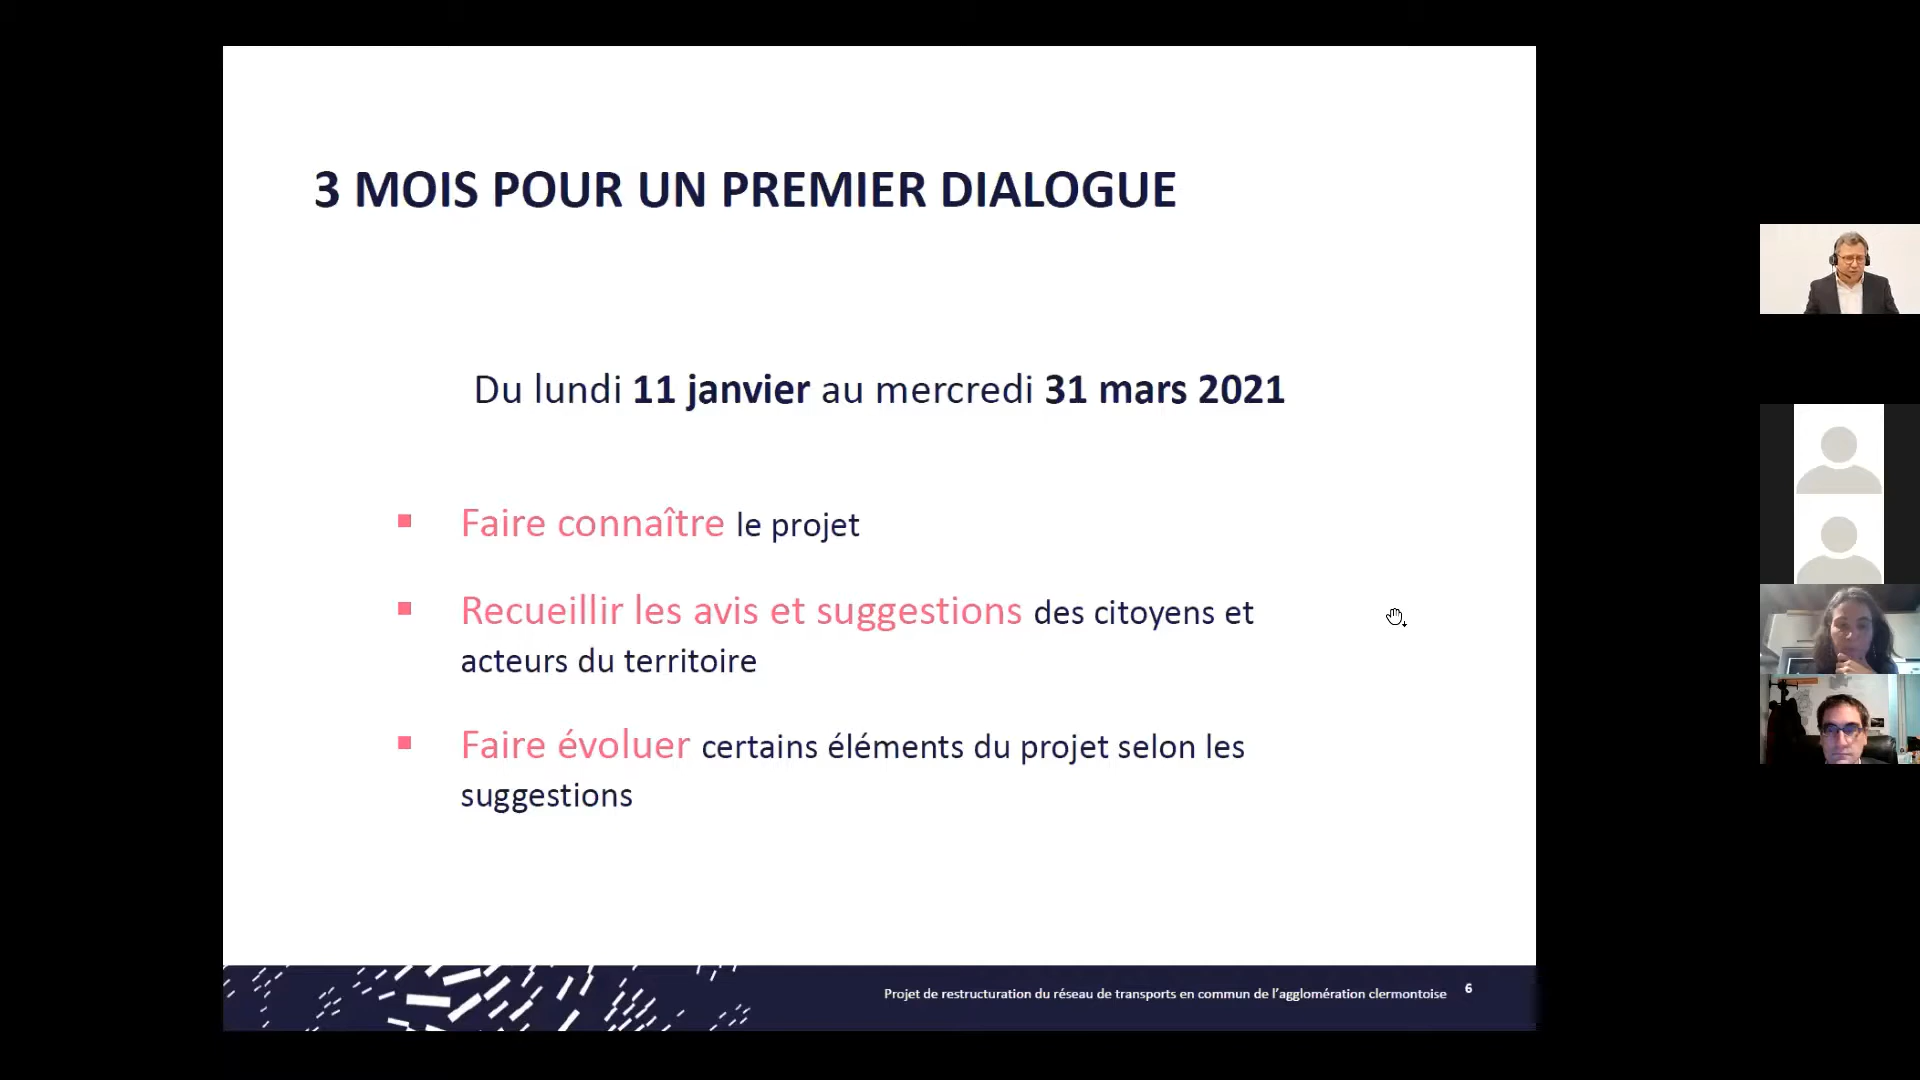 3 MOIS POUR UN PREMIER DIALOGUE
Du lundi 11 janvier au mercredi 31 mars 2021
Faire connaître le projet
Recueillir les avis et suggestions des citoyens et
acteurs du territoire
Faire évoluer certains éléments du projet selon les
suggestions
Projet de restructuration du réseau de transports en commun de l’agglomération clermontoise 6